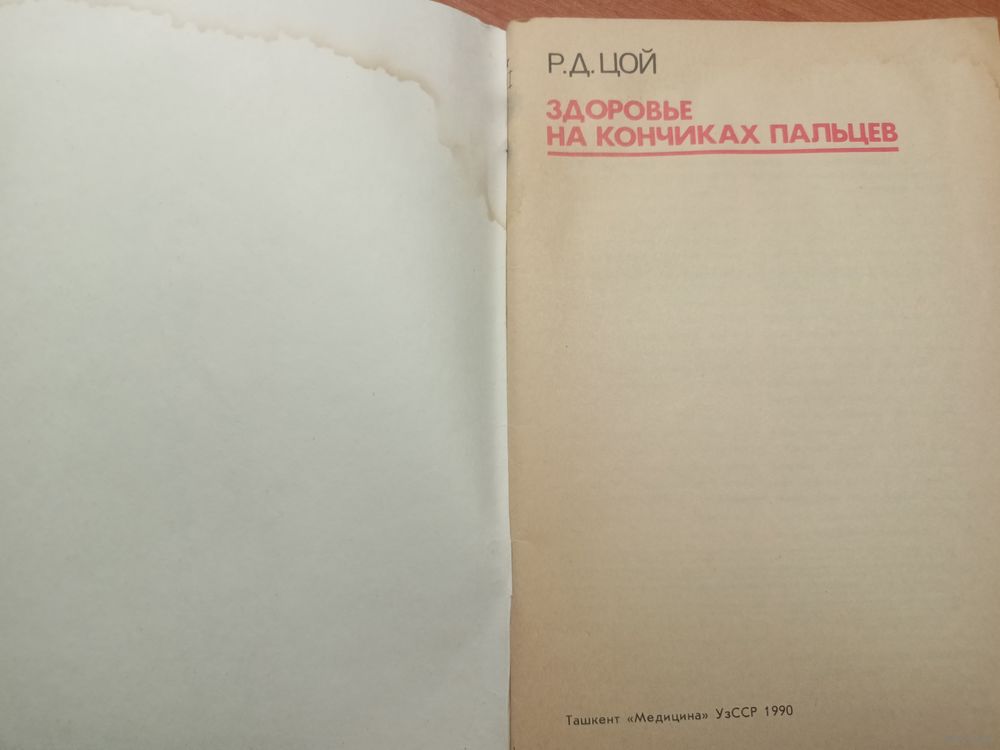 Р.Д. ЦОЙ
ЗДОРОВЬЕ
НА КОНЧИКАХ ПАЛЬЦЕВ
Ташкент «Медицина» УзССР 1990